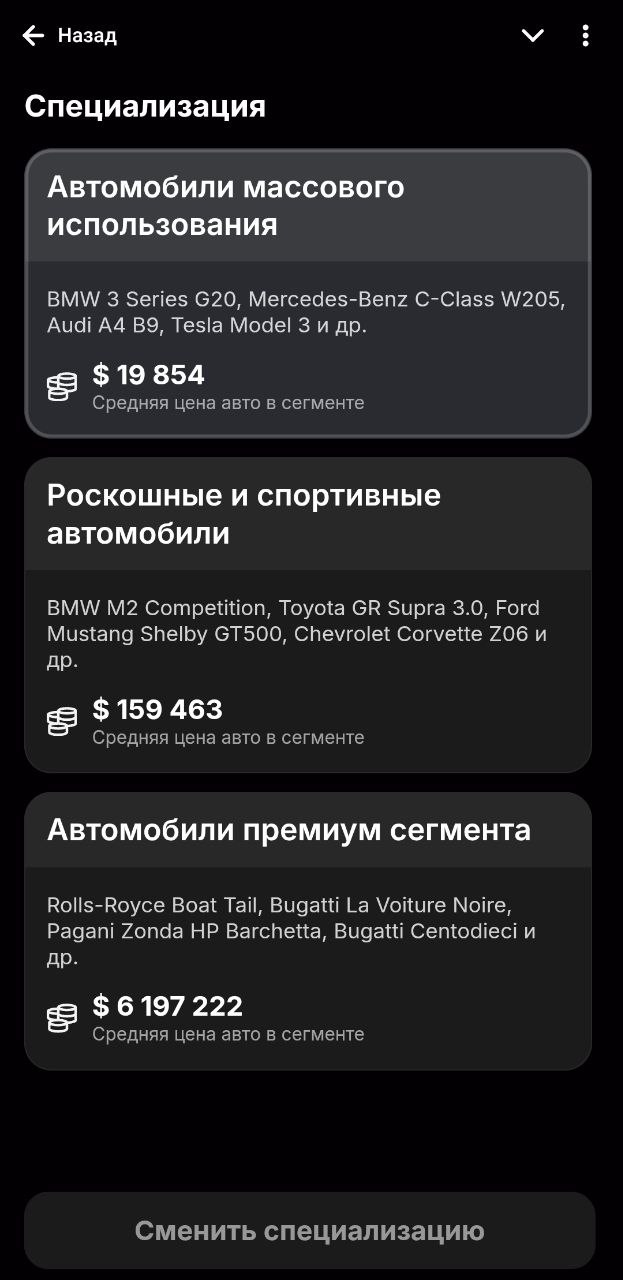 Назад
Специализация
Автомобили массового
использования
BMW 3 Series G20, Mercedes-Benz C-Class W205,
Audi A4 B9, Tesla Model 3 и др.
$ 19 854
Средняя цена авто в сегменте
Роскошные и спортивные
автомобили
BMW M2 Competition, Toyota GR Supra 3.0, Ford
Mustang Shelby GT500, Chevrolet Corvette Z06 и
др.
$ 159 463
Средняя цена авто в сегменте
Автомобили премиум сегмента
Rolls-Royce Boat Tail, Bugatti La Voiture Noire,
Pagani Zonda HP Barchetta, Bugatti Centodieci и
др.
$ 6 197 222
Средняя цена авто в сегменте
Сменить специализацию